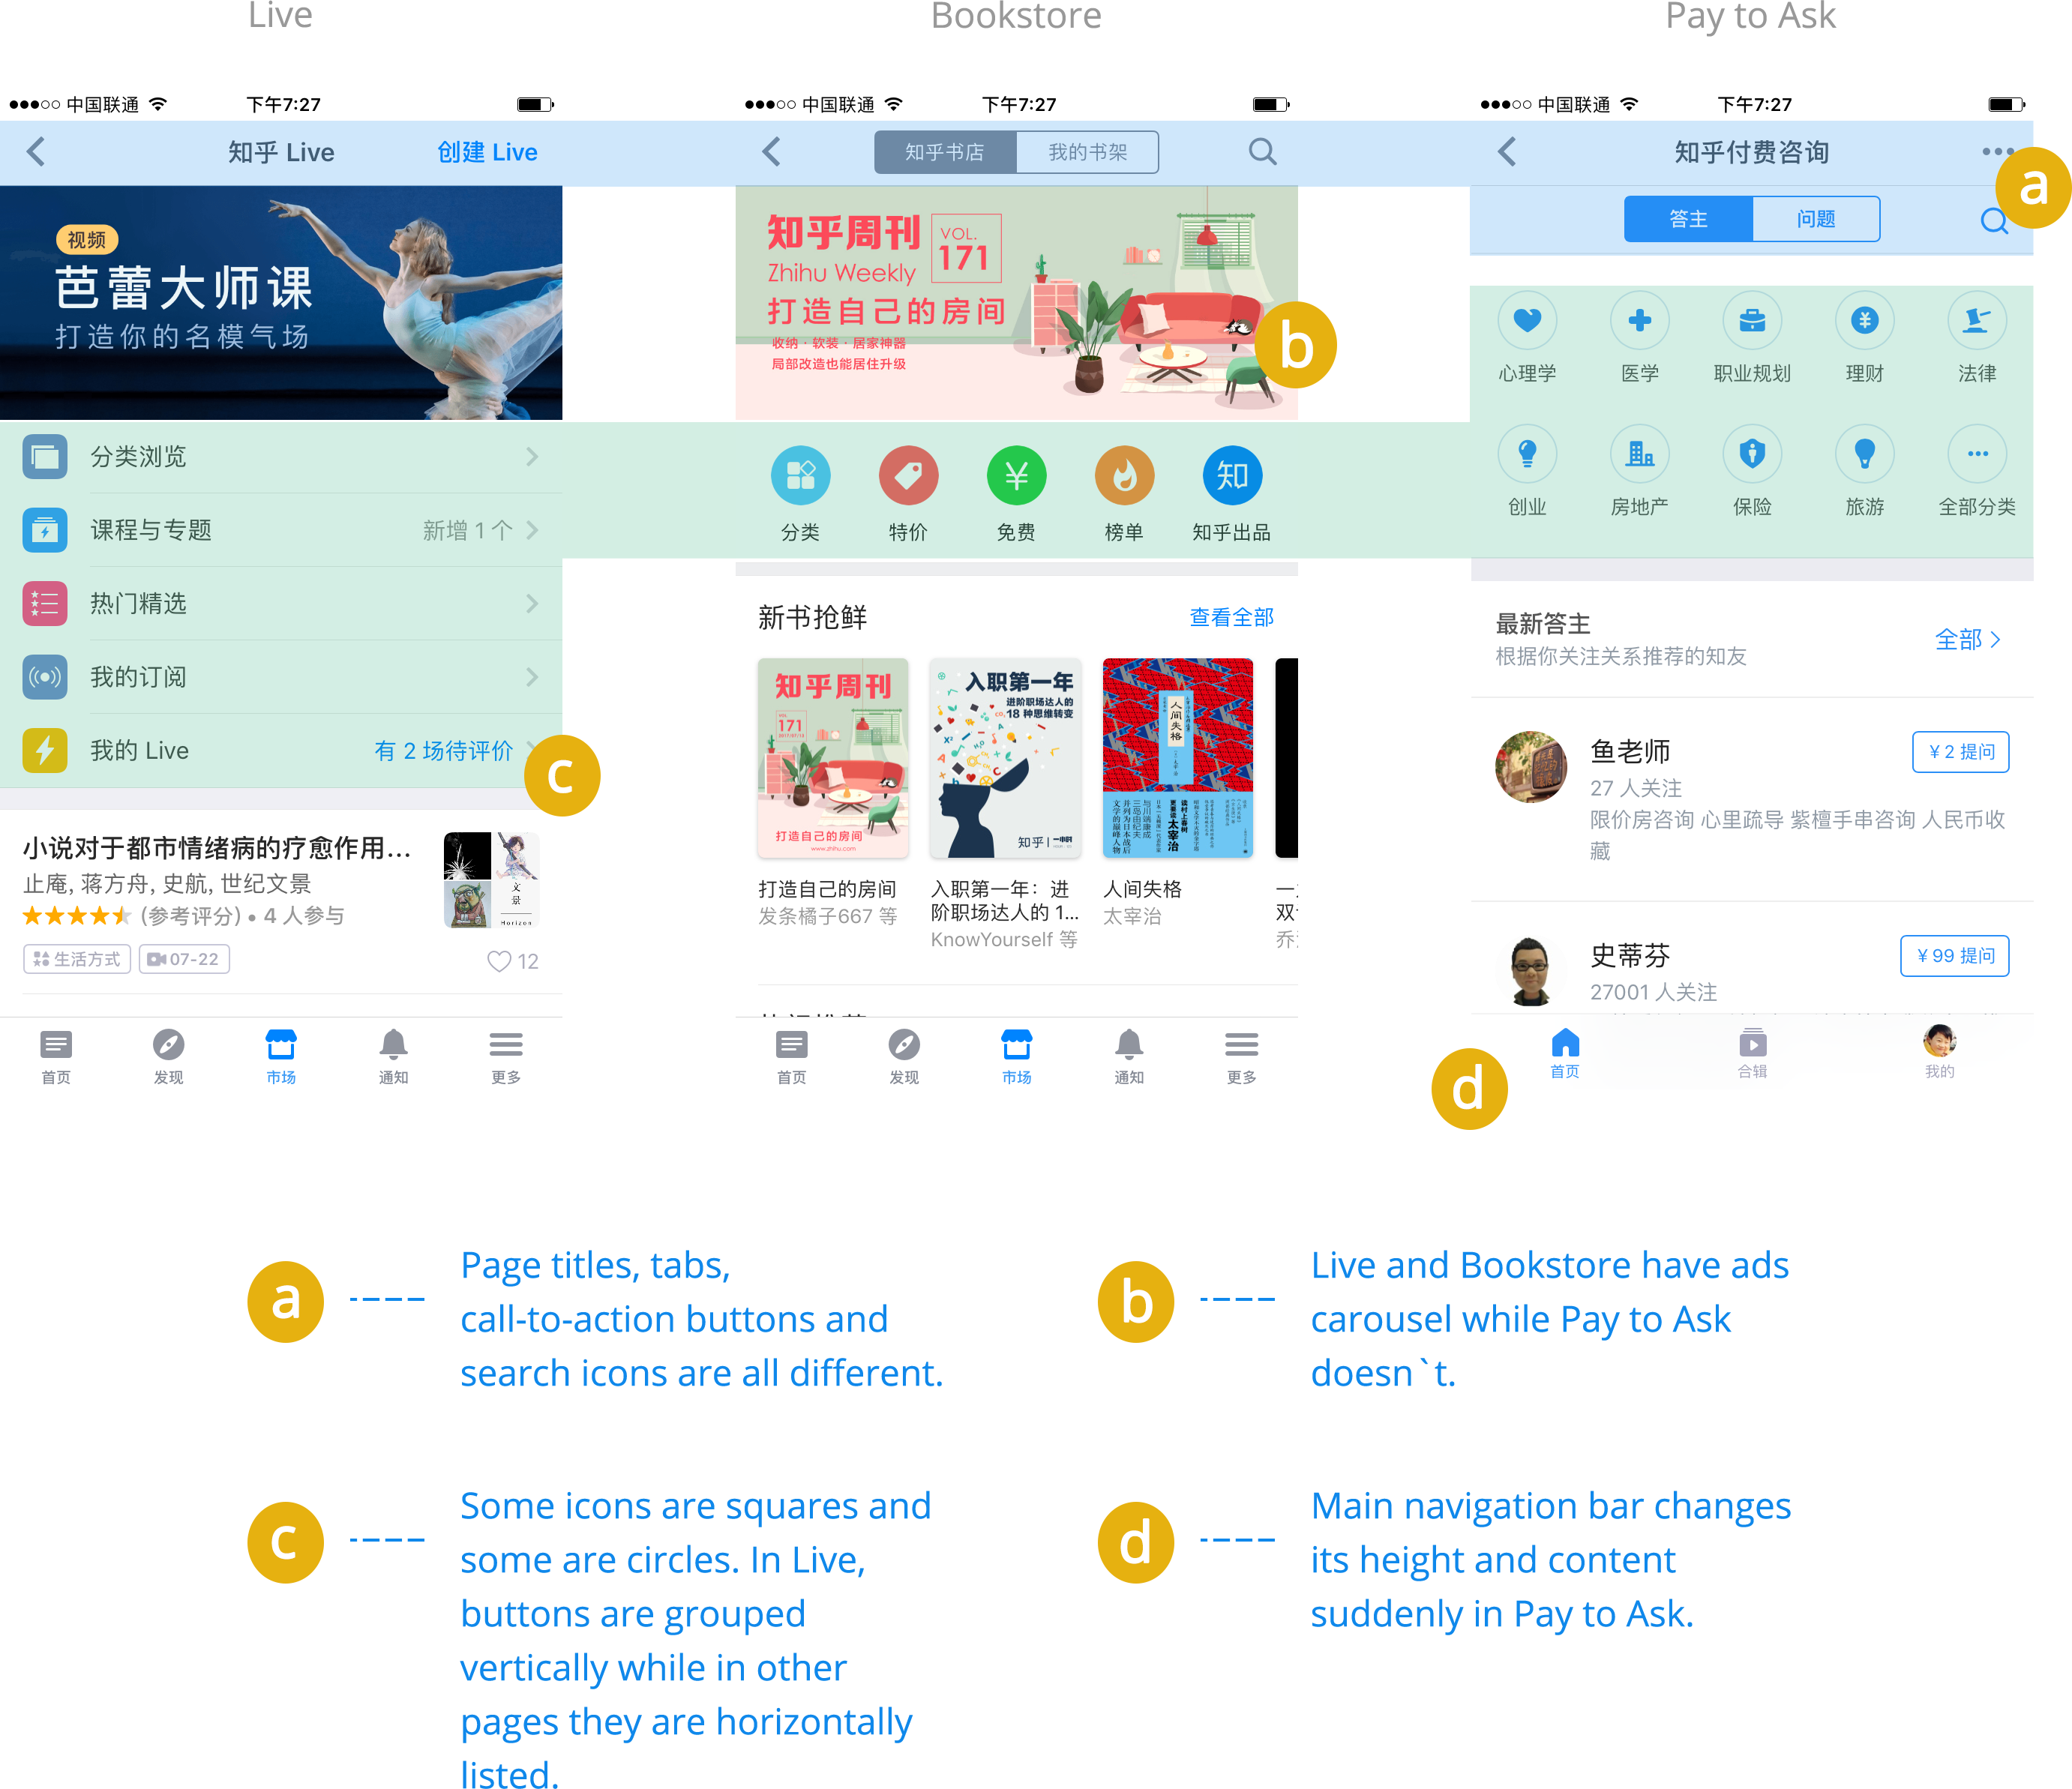 Live
Bookstore
Pay to Ask
中国联通
下午7:27
中国联通
下午7:27
中国联通
下午7:27
知乎 Live
创建 Live
知乎书店
我的书架
知乎付费咨询
答主
问题
视频
芭蕾大师课
打造你的名模气场
知乎周刊
VOL.
171
Zhihu Weekly
打造自己的房间
收纳 · 软装 · 居家神器
局部改造也能居住升级
心理学
医学
职业规划
理财
法律
创业
房地产
保险
旅游
全部分类
分类浏览
课程与专题
新增 1 个
热门精选
我的订阅
我的 Live
有 2 场待评价
知
分类
特价
免费
榜单
知乎出品
新书抢鲜
查看全部
知乎周刊
VOL
171
打造自己的房间
www.zhihu.com
入职第一年
进阶职场达人的
18 种思维转变
知乎
人间失格
太宰治
打造自己的房间
发条橘子667 等
入职第一年：进
阶职场达人的 1...
KnowYourself 等
人间失格
太宰治
最新答主
根据你关注关系推荐的知友
全部
鱼老师
¥ 2 提问
27 人关注
限价房咨询 心里疏导 紫檀手串咨询 人民币收
藏
史蒂芬
¥ 99 提问
27001 人关注
小说对于都市情绪病的疗愈作用...
止庵, 蒋方舟, 史航, 世纪文景
(参考评分) • 4 人参与
文
景
Horizon
生活方式
07-22
12
首页
发现
市场
通知
更多
首页
发现
市场
通知
更多
首页
合辑
我的
a
b
c
d
a
Page titles, tabs,
call-to-action buttons and
search icons are all different.
b
Live and Bookstore have ads
carousel while Pay to Ask
doesn`t.
c
Some icons are squares and
some are circles. In Live,
buttons are grouped
vertically while in other
pages they are horizontally
listed.
d
Main navigation bar changes
its height and content
suddenly in Pay to Ask.